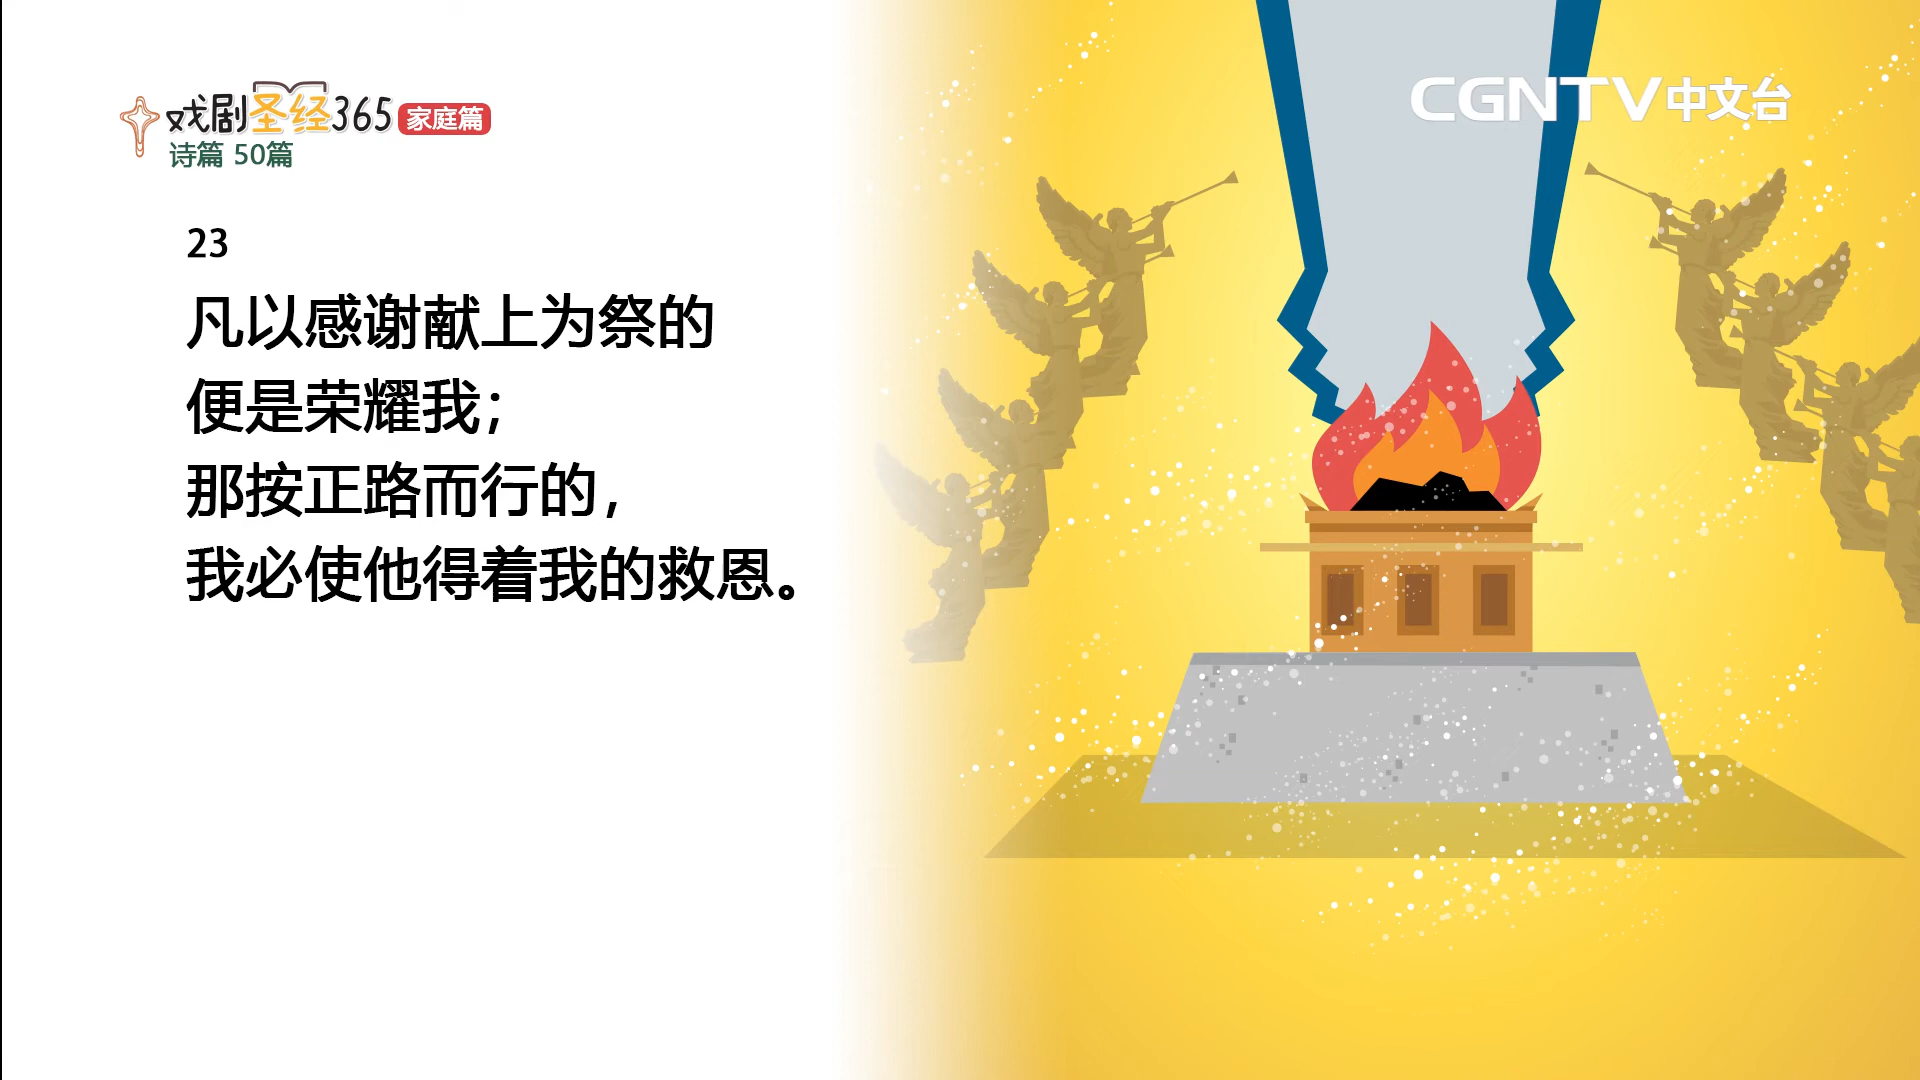 戏剧圣经365 家庭篇
诗篇 50篇
CGNTV中文台
23
凡以感谢献上为祭的
便是荣耀我；
那按正路而行的，
我必使他得着我的救恩。